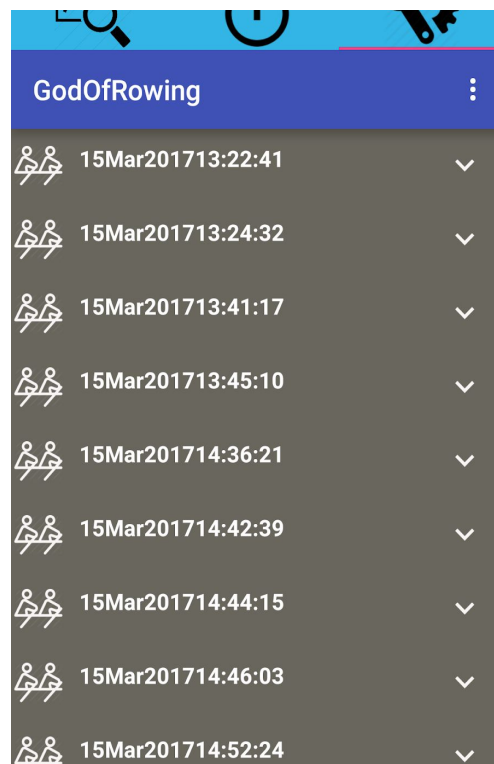 GodOfRowing
15Mar201713:22:41
15Mar201713:24:32
15Mar201713:41:17
15Mar201713:45:10
15Mar201714:36:21
15Mar201714:42:39
15Mar201714:44:15
15Mar201714:46:03
15Mar201714:52:24